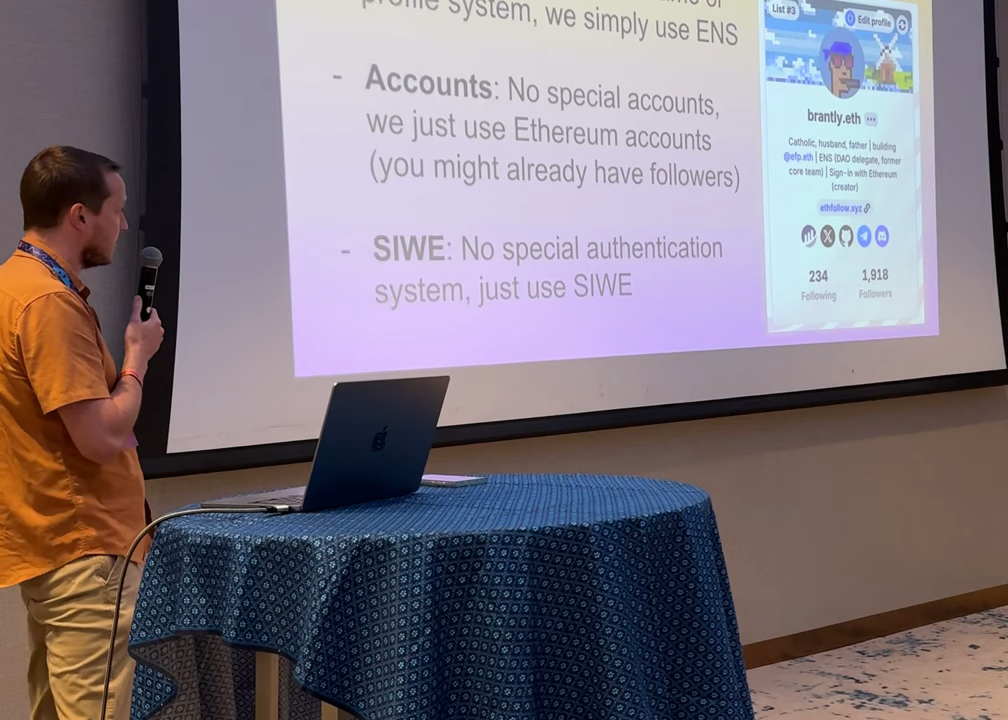 profile system, we simply use ENS
- Accounts: No special accounts,
we just use Ethereum accounts
(you might already have followers)
- SIWE: No special authentication
system, just use SIWE
List #3
Edit profile
brantly.eth
Catholic, husband, father | building
@efp.eth | ENS (DAO delegate, former
core team) | Sign-in with Ethereum
(creator)
ethfollow.xyz
234
Following
1,918
Followers